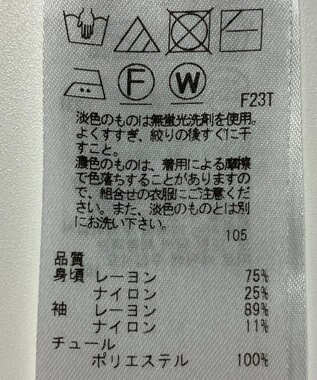 F
W
F23T
淡色のものは無蛍光洗剤を使用。
よくすすぎ、絞りの後すぐに干
すこと。
濃色のものは、着用による摩擦
で色落ちすることがありますの
で、組合せの衣服にご注意くだ
さい。また、淡色のものとは別
にお洗い下さい。
105
品質
身頃 レーヨン 75%
ナイロン 25%
袖 レーヨン 89%
ナイロン 11%
チュール
ポリエステル 100%